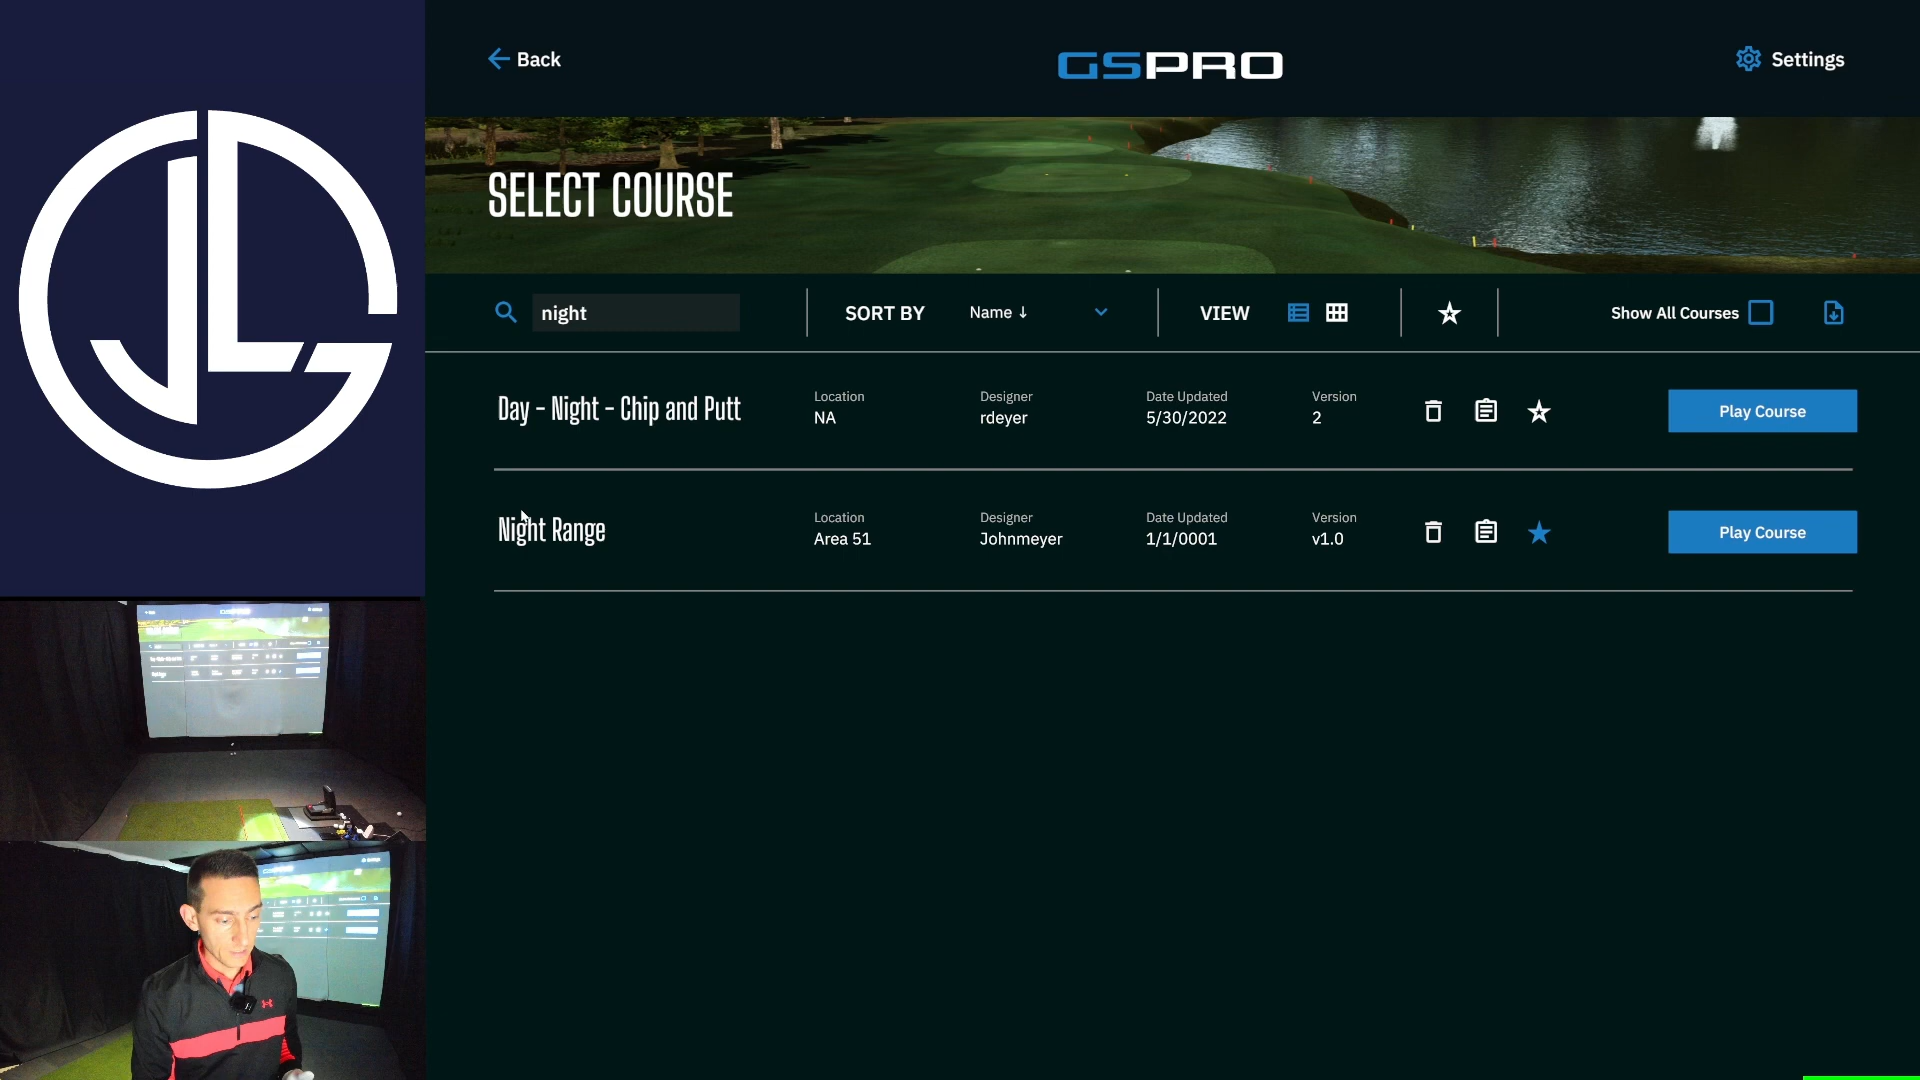 Back
GSPRO
Settings
SELECT COURSE
night
SORT BY
Name ↓
VIEW
Show All Courses
Day - Night - Chip and Putt
Location
NA
Designer
rdeyer
Date Updated
5/30/2022
Version
2
Play Course
Night Range
Location
Area 51
Designer
Johnmeyer
Date Updated
1/1/0001
Version
v1.0
Play Course
JLG